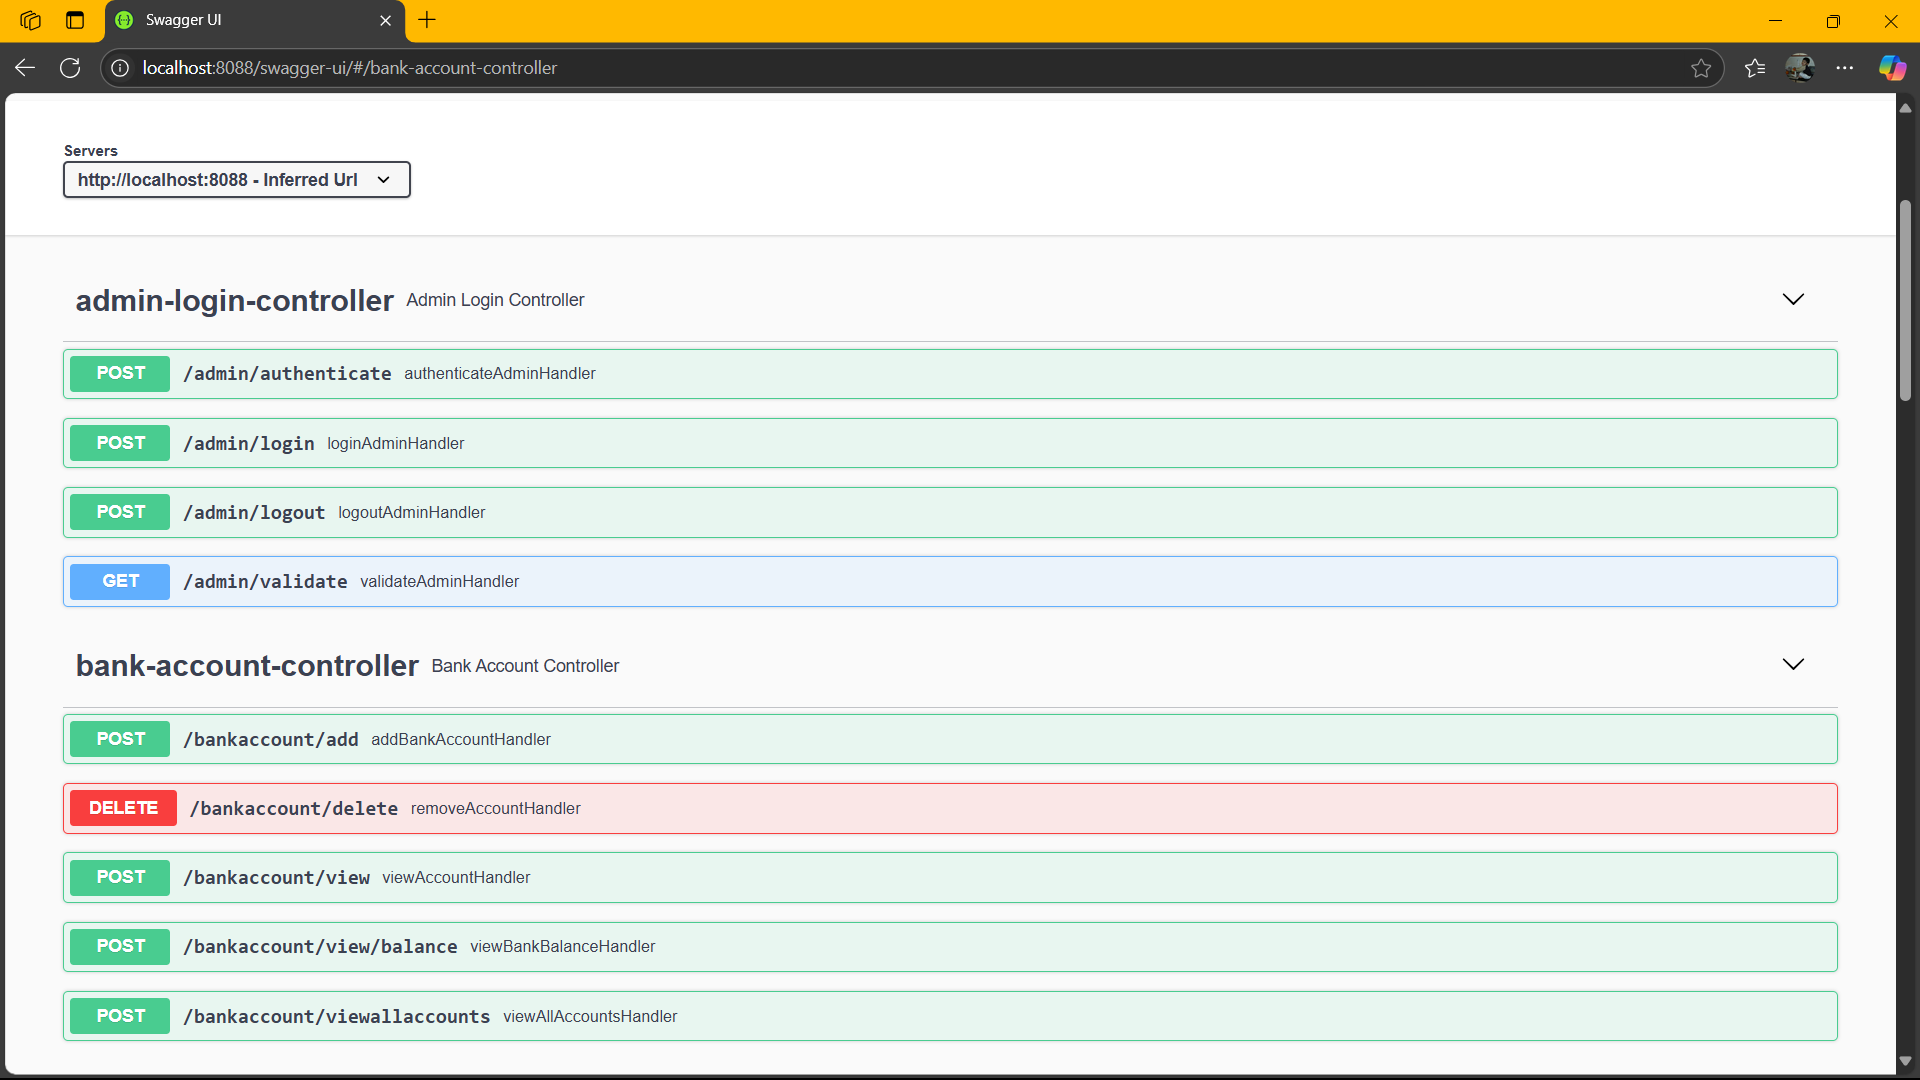 Swagger UI
localhost:8088/swagger-ui/#/bank-account-controller
Servers
http://localhost:8088 - Inferred Url
admin-login-controller Admin Login Controller
POST /admin/authenticate authenticateAdminHandler
POST /admin/login loginAdminHandler
POST /admin/logout logoutAdminHandler
GET /admin/validate validateAdminHandler
bank-account-controller Bank Account Controller
POST /bankaccount/add addBankAccountHandler
DELETE /bankaccount/delete removeAccountHandler
POST /bankaccount/view viewAccountHandler
POST /bankaccount/view/balance viewBankBalanceHandler
POST /bankaccount/viewallaccounts viewAllAccountsHandler